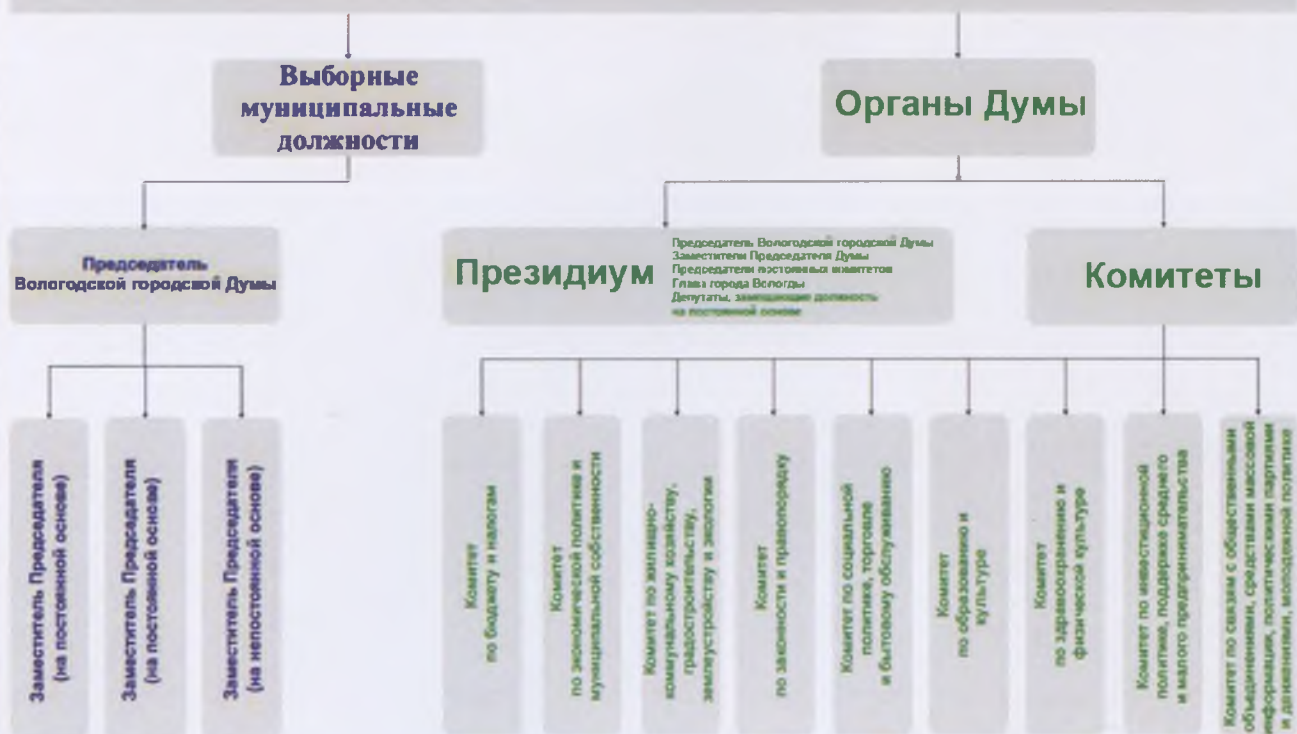 Выборные
муниципальные
должности
Органы Думы
Председатель
Вологодской городской Думы
Президиум
Председатель Вологодской городской Думы
Заместители Председателя Думы
Председатели постоянных комитетов
Глава города Вологды
Депутаты, замещающие должность
на постоянной основе
Комитеты
Заместитель Председателя
(на постоянной основе)
Заместитель Председателя
(на постоянной основе)
Заместитель Председателя
(на непостоянной основе)
Комитет
по бюджету и налогам
Комитет
по экономической политике и
муниципальной собственности
Комитет по жилищно-
коммунальному хозяйству,
градостроительству,
землеустройству и экологии
Комитет
по законности и правопорядку
Комитет по социальной
политике, торговле
и бытовому обслуживанию
Комитет
по образованию и
культуре
Комитет
по здравоохранению и
физической культуре
Комитет по инвестиционной
политике, поддержке среднего
и малого предпринимательства
Комитет по связям с общественными
объединениями, средствами массовой
информации, политическими партиями
и движениями, молодежной политике